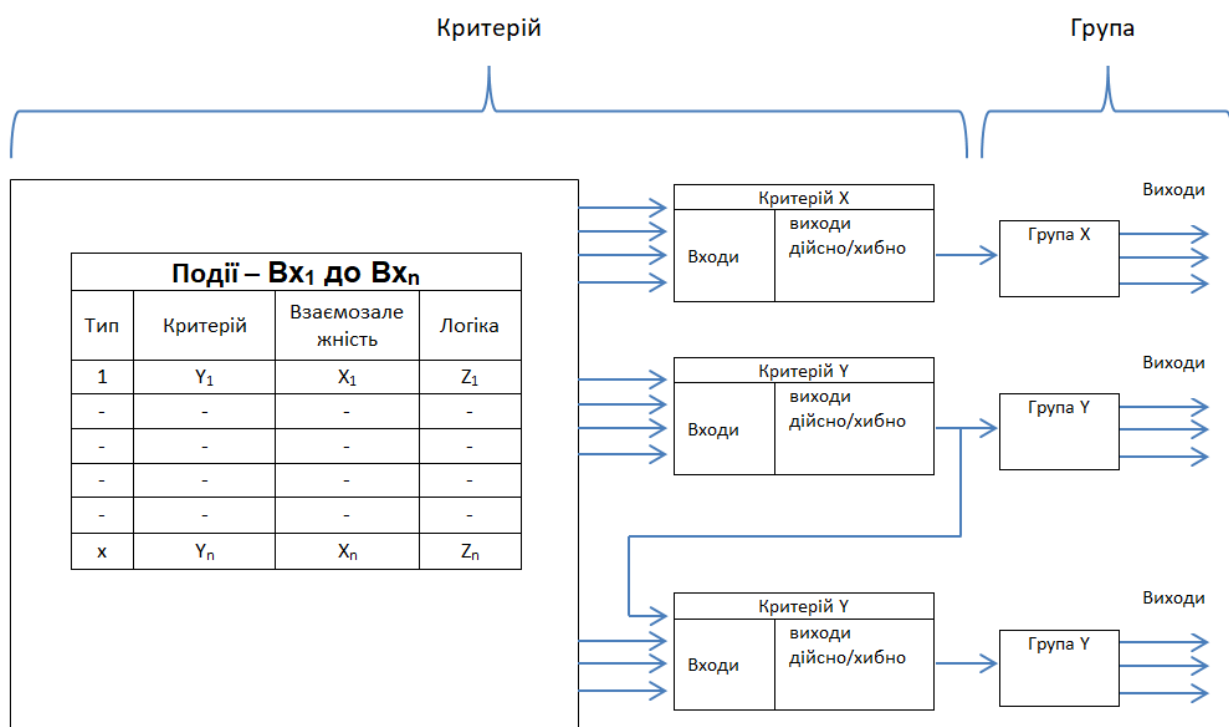 Критерій
Група
Події – Вх₁ до Вхₙ
Тип Критерій Взаємозале Логіка
жність
1 Y₁ X₁ Z₁
- - - -
- - - -
- - - -
- - - -
x Yₙ Xₙ Zₙ
Критерій X
Входи
виходи
дійсно/хибно
Група X
Виходи
Критерій Y
Входи
виходи
дійсно/хибно
Група Y
Виходи
Критерій Y
Входи
виходи
дійсно/хибно
Група Y
Виходи